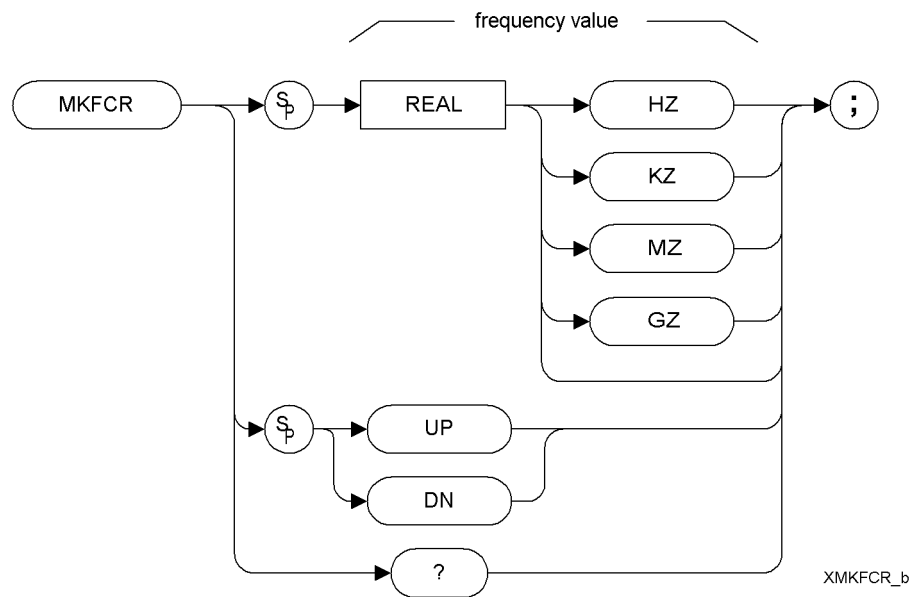 frequency value
MKFCR SP REAL HZ ;
KZ
MZ
GZ
SP UP
DN
?
XMKFCR_b